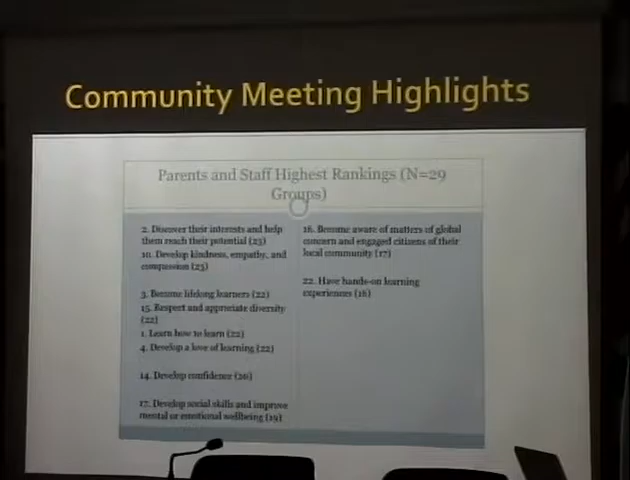 Community Meeting Highlights
Parents and Staff Highest Rankings (N=29
Groups)
2. Discover their interests and help
them reach their potential (25)
10. Develop kindness, empathy, and
compassion (23)
3. Become lifelong learners (22)
15. Respect and appreciate diversity
(22)
1. Learn how to learn (22)
4. Develop a love of learning (22)
14. Develop confidence (20)
17. Develop social skills and improve
mental or emotional wellbeing (19)
16. Become aware of matters of global
concern and engaged citizens of their
local community (17)
22. Have hands-on learning
experiences (16)